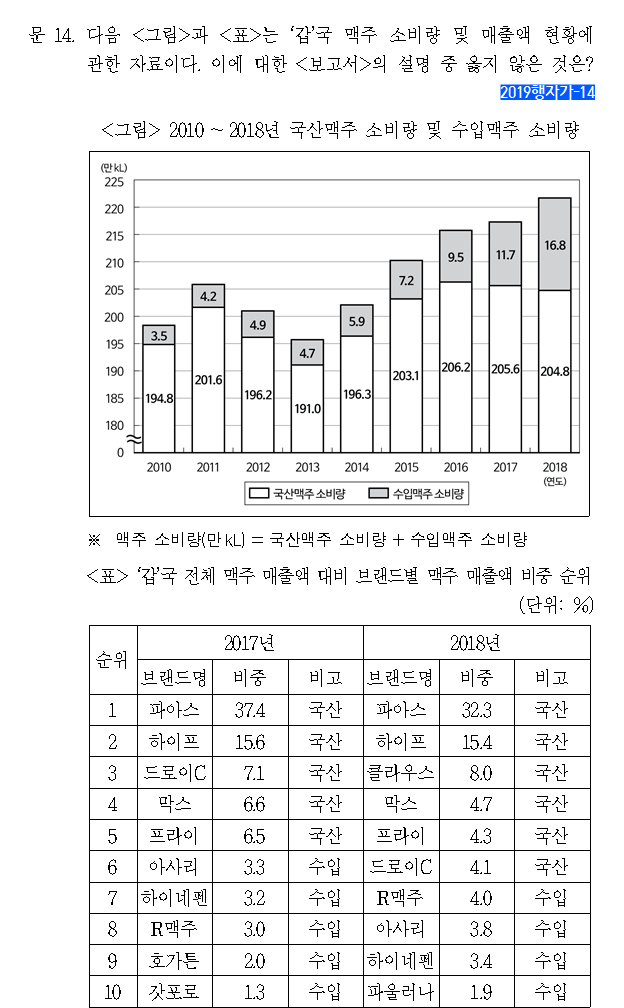 문 14. 다음 <그림>과 <표>는 ‘갑’국 맥주 소비량 및 매출액 현황에
관한 자료이다. 이에 대한 <보고서>의 설명 중 옳지 않은 것은?
2019행자가-14
<그림> 2010 ~ 2018년 국산맥주 소비량 및 수입맥주 소비량
(만 kL)
225
220
215
210
205
200
195
190
185
180
0
3.5 4.2 4.9 4.7 5.9 7.2 9.5 11.7 16.8
194.8 201.6 196.2 191.0 196.3 203.1 206.2 205.6 204.8
2010 2011 2012 2013 2014 2015 2016 2017 2018
(연도)
국산맥주 소비량 수입맥주 소비량
※ 맥주 소비량(만 kL) = 국산맥주 소비량 + 수입맥주 소비량
<표> ‘갑’국 전체 맥주 매출액 대비 브랜드별 맥주 매출액 비중 순위
(단위: %)
순위 2017년 2018년
브랜드명 비중 비고 브랜드명 비중 비고
1 파아스 37.4 국산 파아스 32.3 국산
2 하이프 15.6 국산 하이프 15.4 국산
3 드로이C 7.1 국산 클라우스 8.0 국산
4 막스 6.6 국산 막스 4.7 국산
5 프라이 6.5 국산 프라이 4.3 국산
6 아사리 3.3 수입 드로이C 4.1 국산
7 하이네펜 3.2 수입 R맥주 4.0 수입
8 R맥주 3.0 수입 아사리 3.8 수입
9 호가튼 2.0 수입 하이네펜 3.4 수입
10 갓포로 1.3 수입 파울러나 1.9 수입